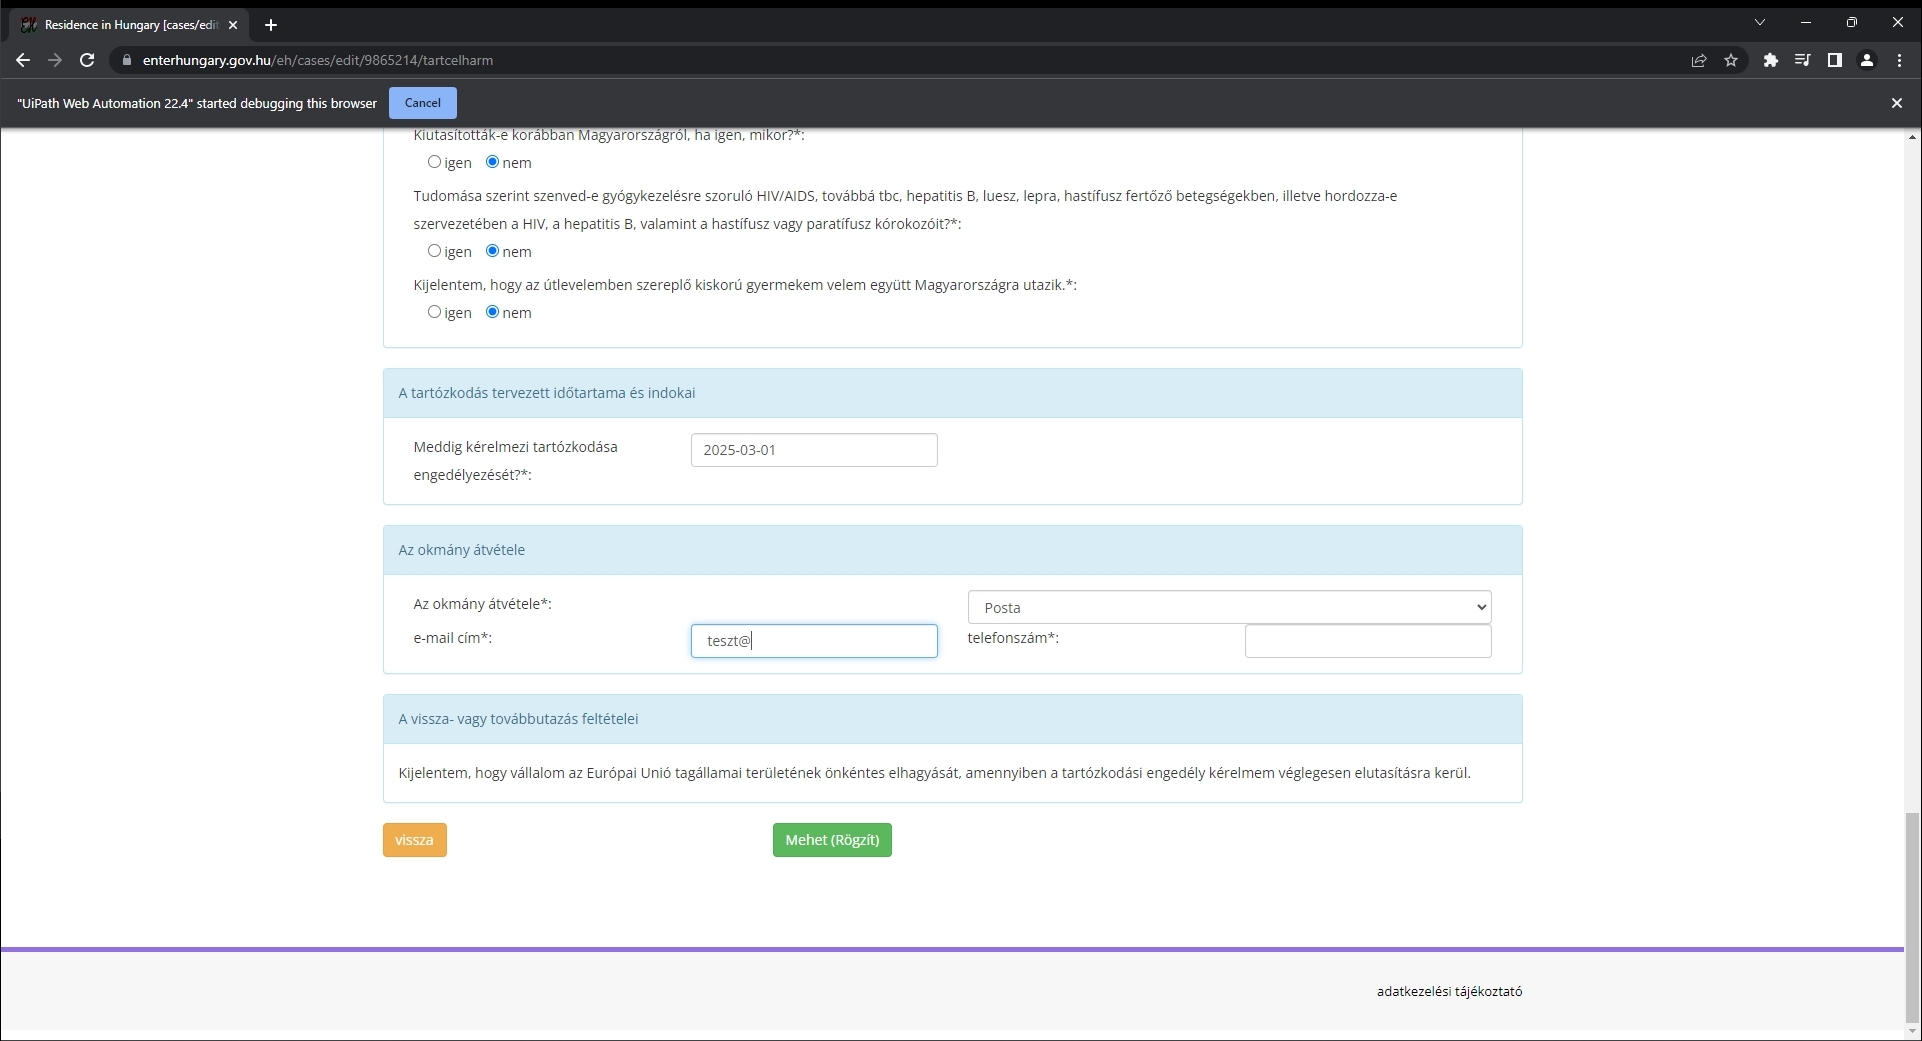 Residence in Hungary [cases/edit
enterhungary.gov.hu/eh/cases/edit/9865214/tartcelharm
"UiPath Web Automation 22.4" started debugging this browser
Cancel
Kiutasították-e korábban Magyarországról, ha igen, mikor?*:
igen nem
Tudomása szerint szenved-e gyógykezelésre szoruló HIV/AIDS, továbbá tbc, hepatitis B, luesz, lepra, hastífusz fertőző betegségekben, illetve hordozza-e
szervezetében a HIV, a hepatitis B, valamint a hastífusz vagy paratífusz kórokozóit?*:
igen nem
Kijelentem, hogy az útlevelemben szereplő kiskorú gyermekem velem együtt Magyarországra utazik.*:
igen nem
A tartózkodás tervezett időtartama és indokai
Meddig kérelmezi tartózkodása
engedélyezését?*:
2025-03-01
Az okmány átvétele
Az okmány átvétele*:
Posta
e-mail cím*:
teszt@
telefonszám*:
A vissza- vagy továbbutazás feltételei
Kijelentem, hogy vállalom az Európai Unió tagállamai területének önkéntes elhagyását, amennyiben a tartózkodási engedély kérelmem véglegesen elutasításra kerül.
vissza
Mehet (Rögzít)
adatkezelési tájékoztató